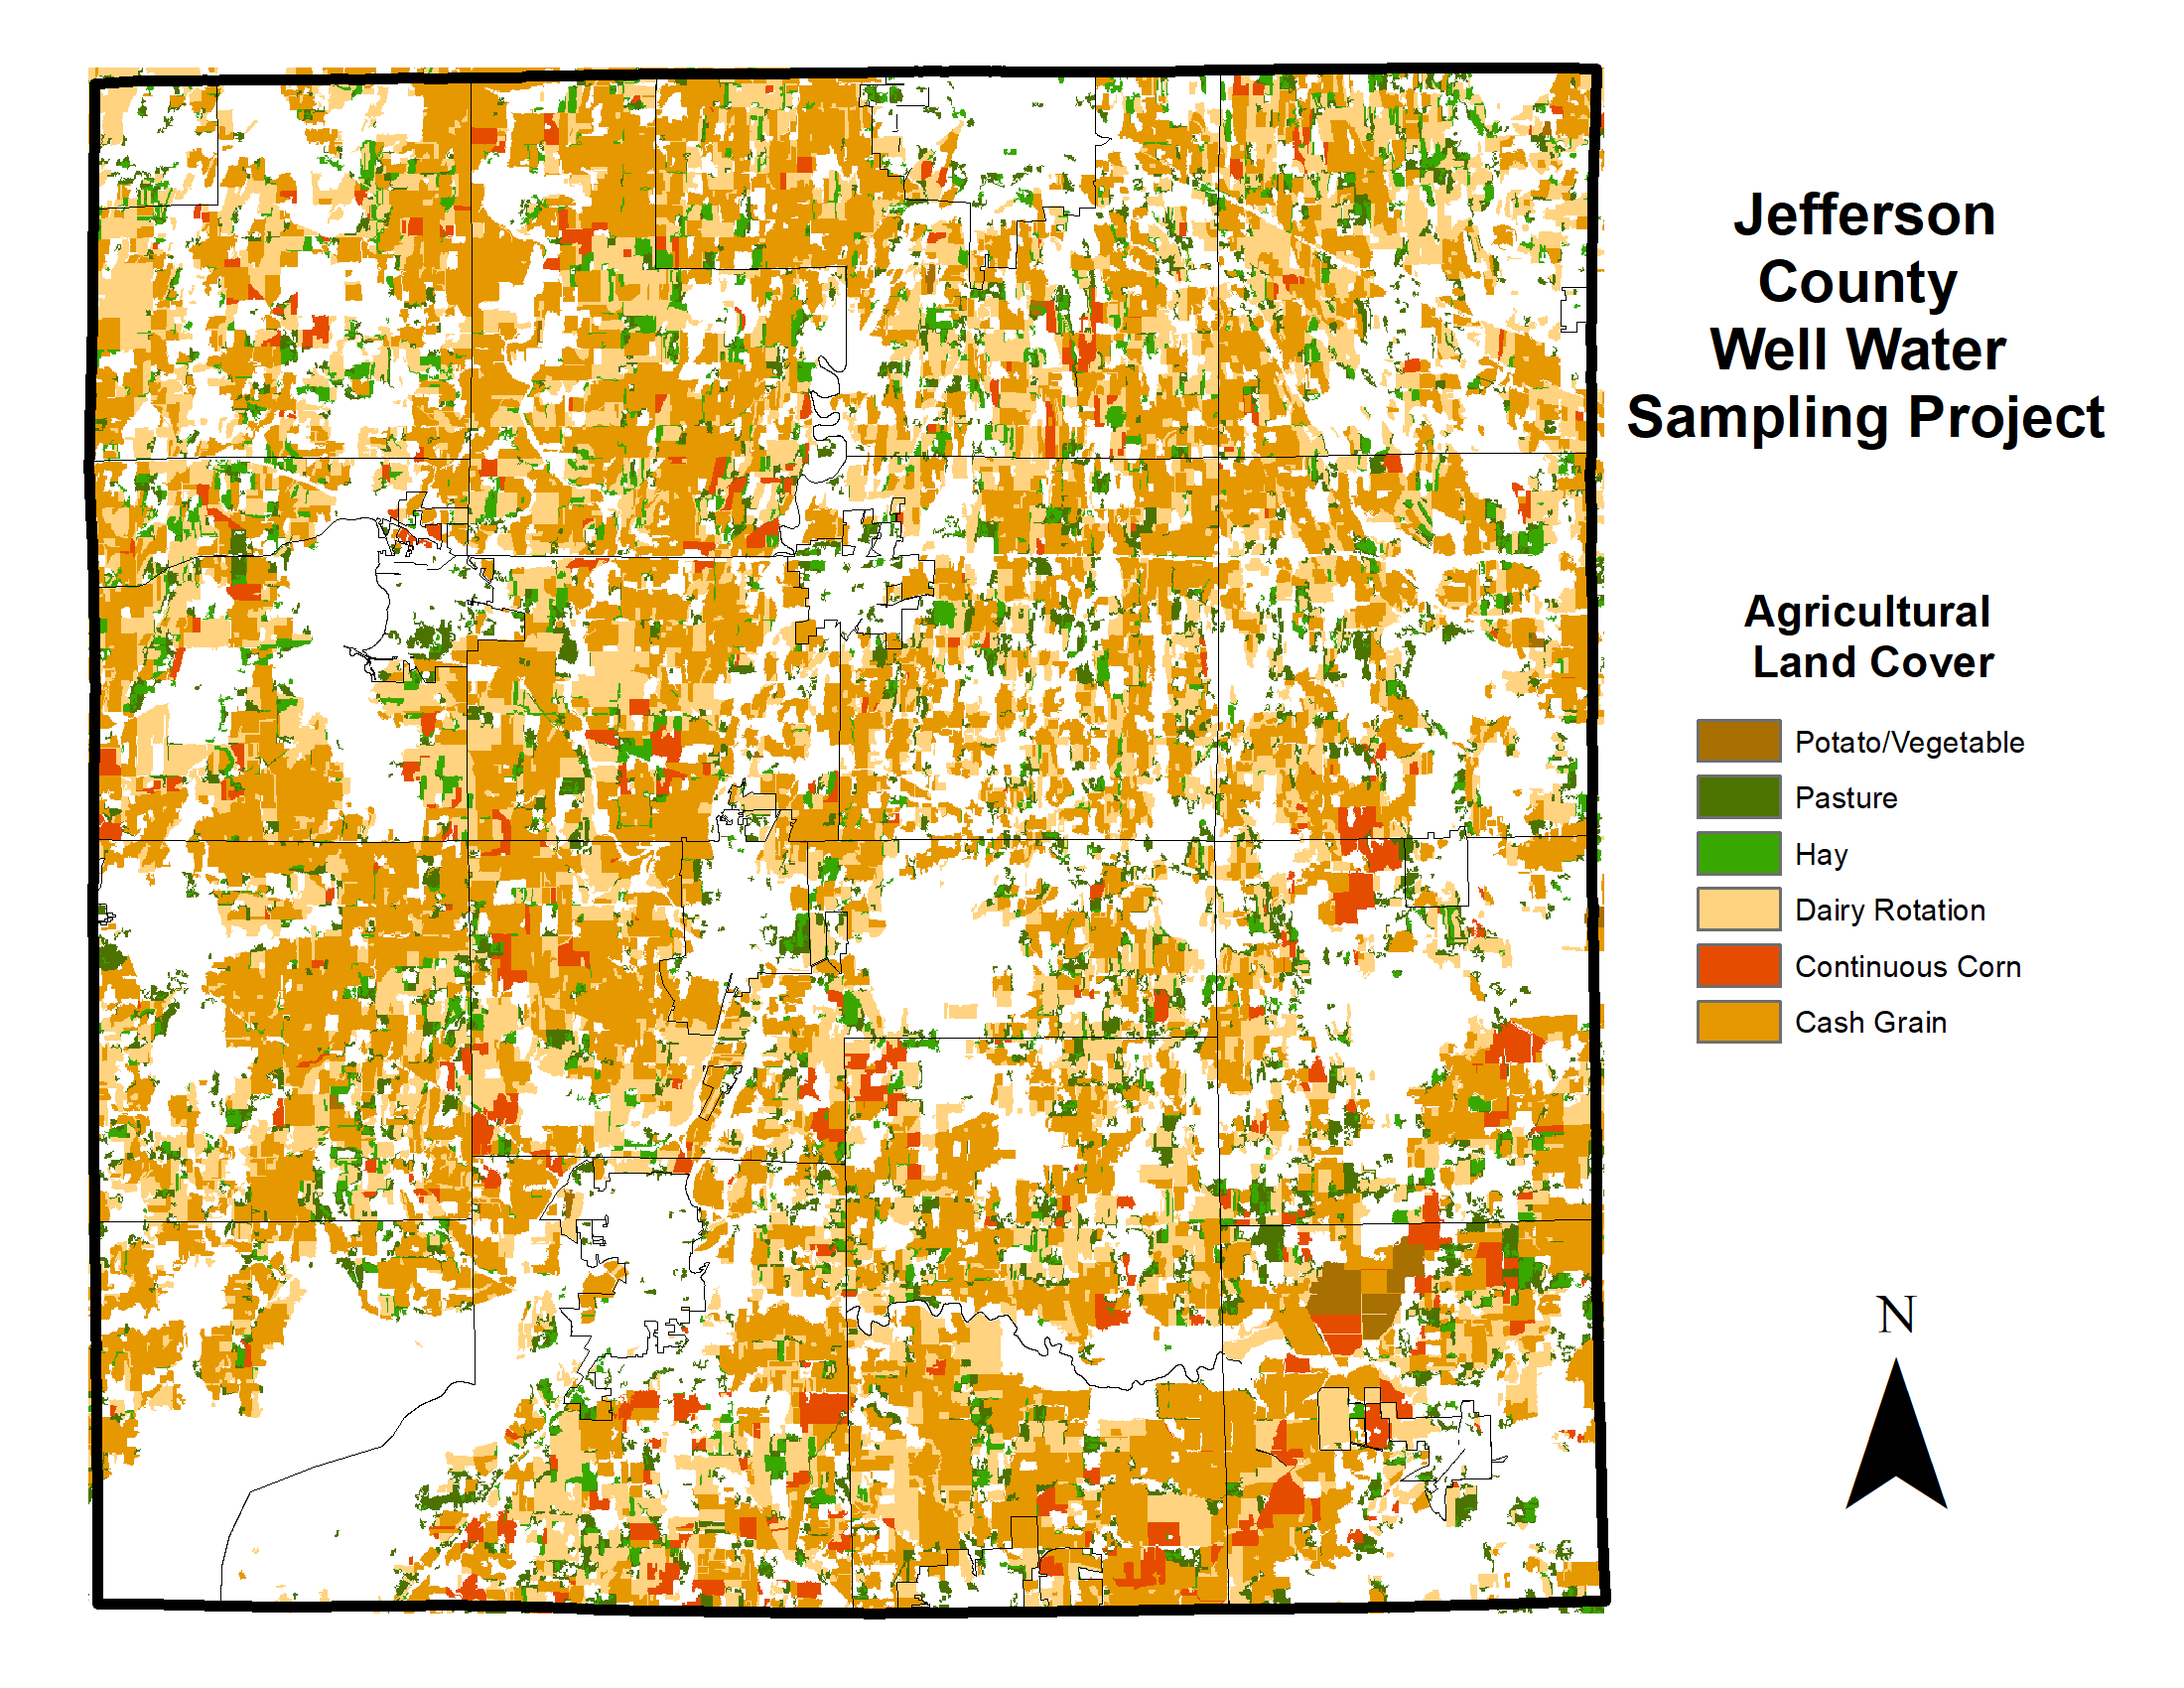 Jefferson
County
Well Water
Sampling Project
Agricultural
Land Cover
Potato/Vegetable
Pasture
Hay
Dairy Rotation
Continuous Corn
Cash Grain
N